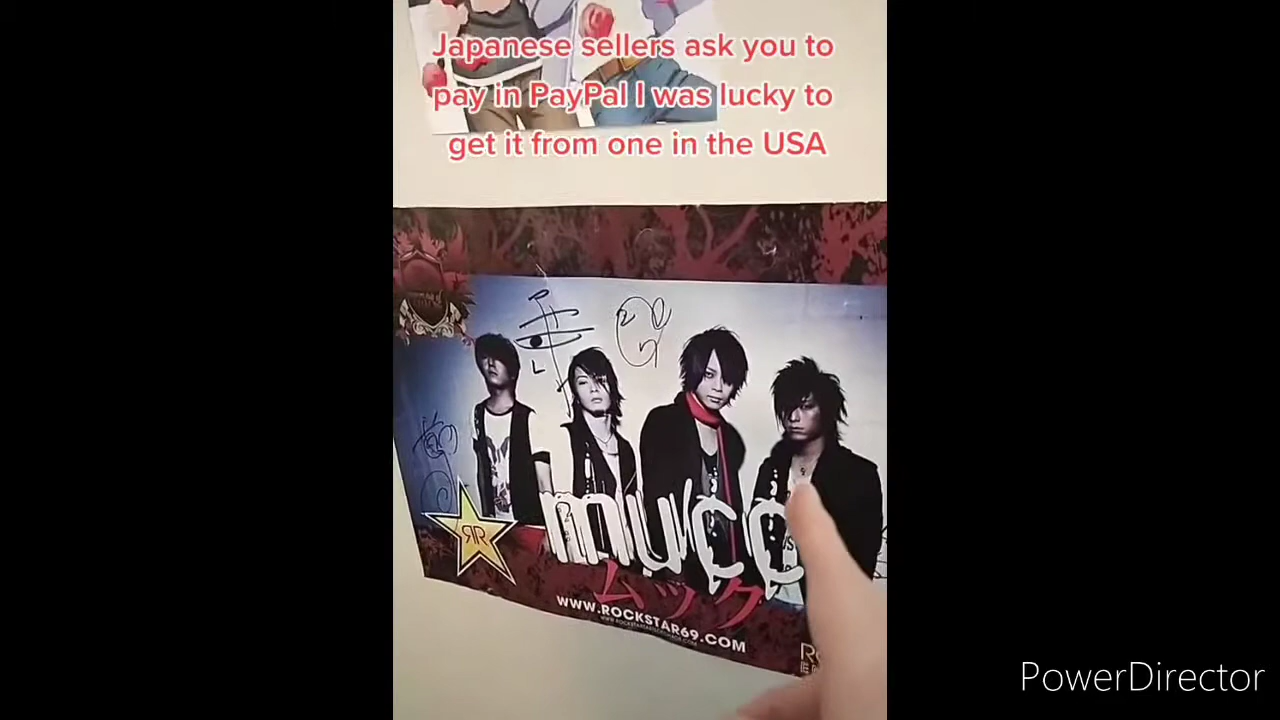 Japanese sellers ask you to
pay in PayPal I was lucky to
get it from one in the USA
mucc
ムック
WWW.ROCKSTAR69.COM
PowerDirector